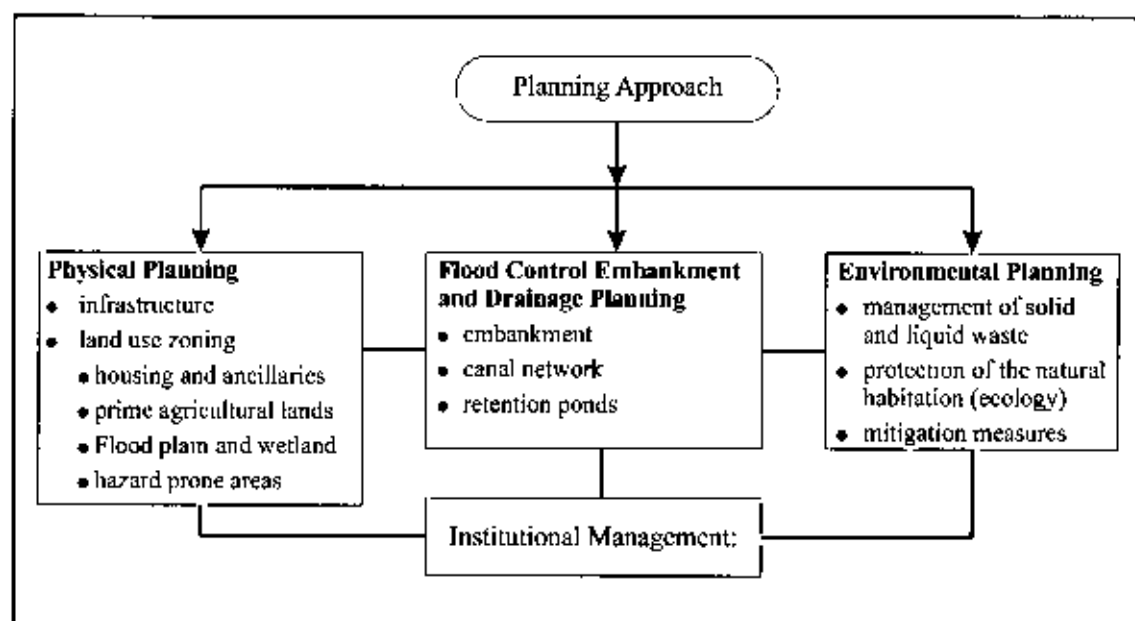 Planning Approach
Physical Planning
• infrastructure
• land use zoning
• housing and ancillaries
• prime agricultural lands
• Flood plain and wetland
• hazard prone areas
Flood Control Embankment
and Drainage Planning
• embankment
• canal network
• retention ponds
Environmental Planning
• management of solid
and liquid waste
• protection of the natural
habitation (ecology)
• mitigation measures
Institutional Management: